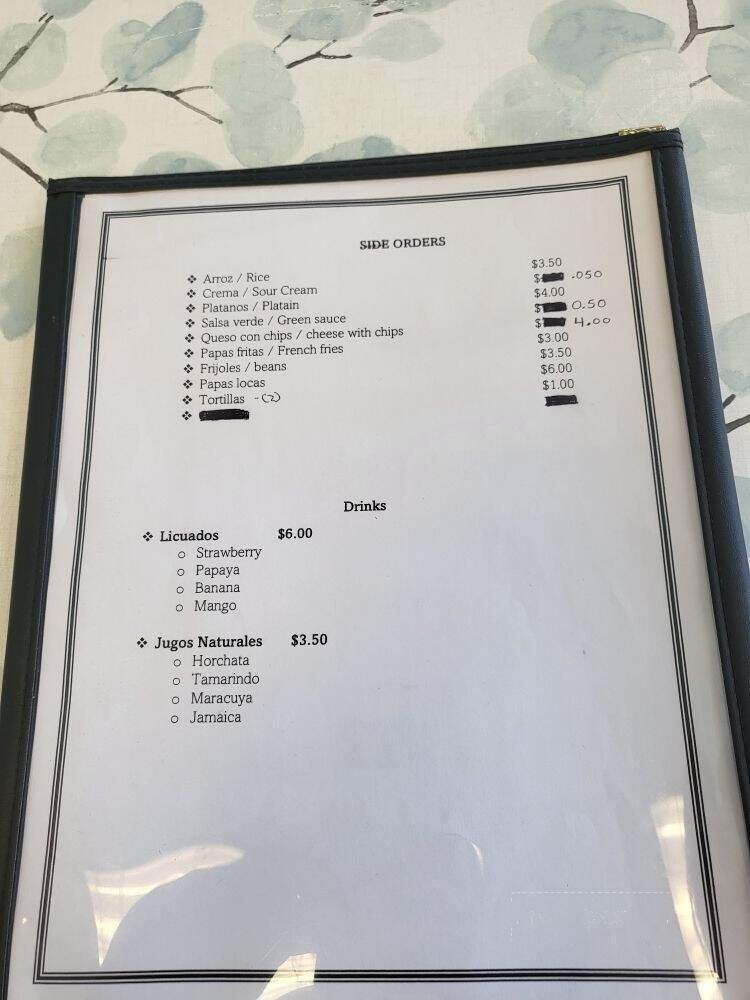 SIDE ORDERS
❖ Arroz / Rice $3.50
❖ Crema / Sour Cream $ .050
❖ Platanos / Platain $4.00
❖ Salsa verde / Green sauce $ 0.50
❖ Queso con chips / cheese with chips $ 4.00
❖ Papas fritas / French fries $3.00
❖ Frijoles / beans $3.50
❖ Papas locas $6.00
❖ Tortillas -(2) $1.00
❖
Drinks
❖ Licuados $6.00
o Strawberry
o Papaya
o Banana
o Mango
❖ Jugos Naturales $3.50
o Horchata
o Tamarindo
o Maracuya
o Jamaica